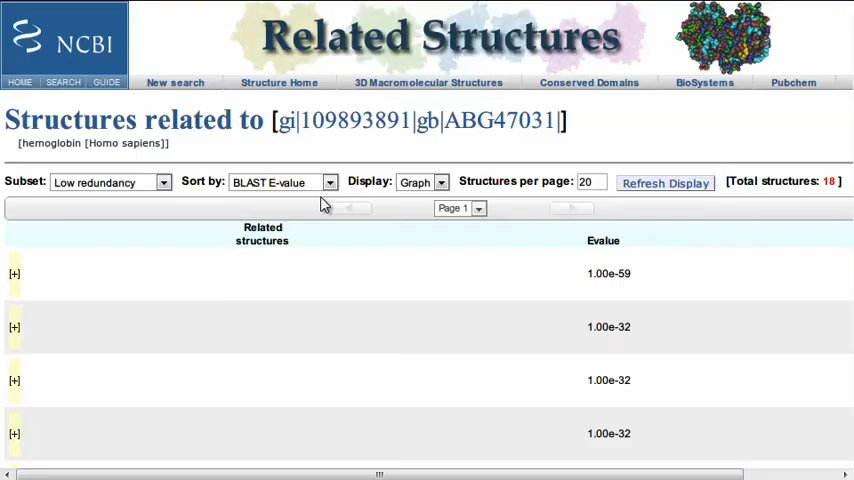 NCBI
Related Structures
HOME SEARCH GUIDE New search Structure Home 3D Macromolecular Structures Conserved Domains BioSystems Pubchem
Structures related to [gi|109893891|gb|ABG47031|]
[hemoglobin [Homo sapiens]]
Subset: Low redundancy Sort by: BLAST E-value Display: Graph Structures per page: 20 Refresh Display [Total structures: 18 ]
Page 1
Related
structures Evalue
[+] 1.00e-59
[+] 1.00e-32
[+] 1.00e-32
[+] 1.00e-32